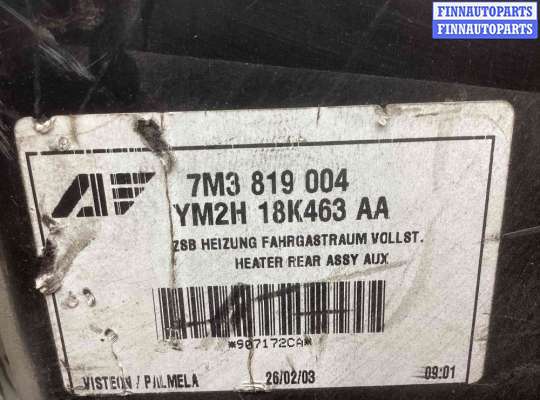 FINNAUTOPARTS
FINNAUTOPARTS
AF
7M3 819 004
YM2H 18K463 AA
ZSB HEIZUNG FAHRGASTRAUM VOLLST.
HEATER REAR ASSY AUX
*907172CA*
VISTEON / PALMELA 26/02/03 09:01